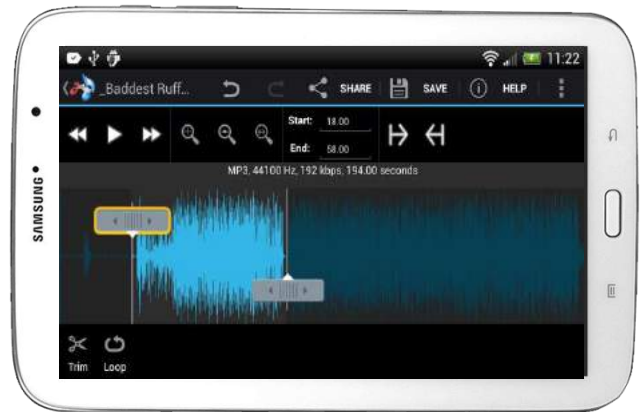 11:22
_Baddest Ruff...
SHARE
SAVE
HELP
Start: 18.00
End: 58.00
MP3, 44100 Hz, 192 kbps, 194.00 seconds
SAMSUNG
Trim Loop